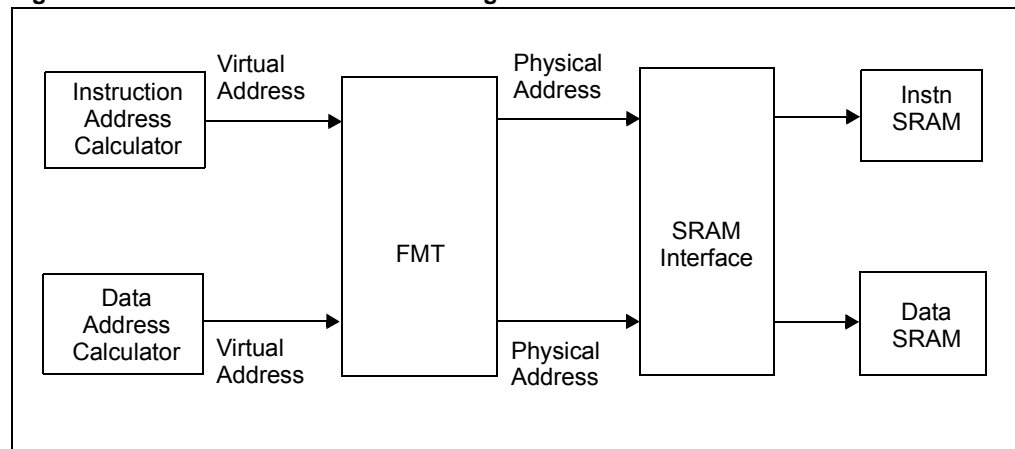 Instruction
Address
Calculator
Virtual
Address
FMT
Physical
Address
SRAM
Interface
Instn
SRAM
Data
Address
Calculator
Virtual
Address
Physical
Address
Data
SRAM